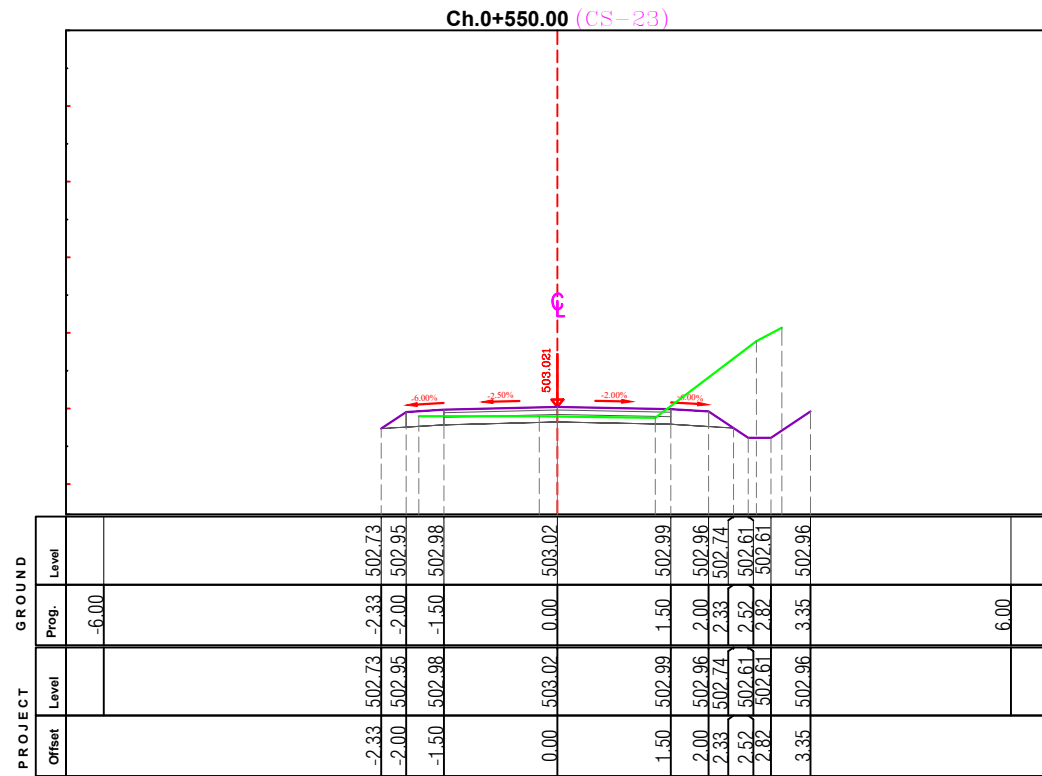 Ch.0+550.00 (CS-23)
℄
503.021
-6.00% -2.50% -2.00% -6.00%
GROUND
Level 502.73 502.95 502.98 503.02 502.99 502.96 502.74 502.61 502.61 502.96
Prog. -6.00 -2.33 -2.00 -1.50 0.00 1.50 2.00 2.33 2.52 2.82 3.35 6.00
PROJECT
Level 502.73 502.95 502.98 503.02 502.99 502.96 502.74 502.61 502.61 502.96
Offset -2.33 -2.00 -1.50 0.00 1.50 2.00 2.33 2.52 2.82 3.35